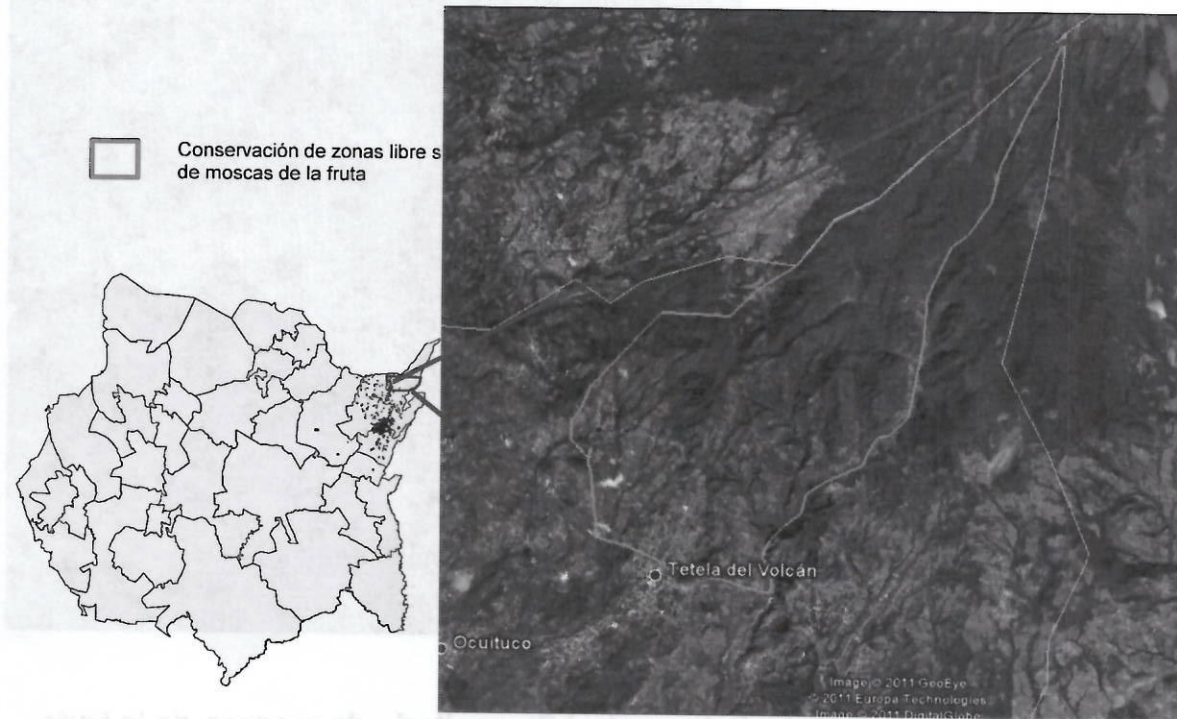 Conservación de zonas libre s
de moscas de la fruta
Tetela del Volcán
Ocuituco
Image © 2011 GeoEye
© 2011 Europa Technologies
Image © 2011 DigitalGlobe